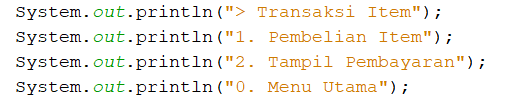 System.out.println("> Transaksi Item");
System.out.println("1. Pembelian Item");
System.out.println("2. Tampil Pembayaran");
System.out.println("0. Menu Utama");